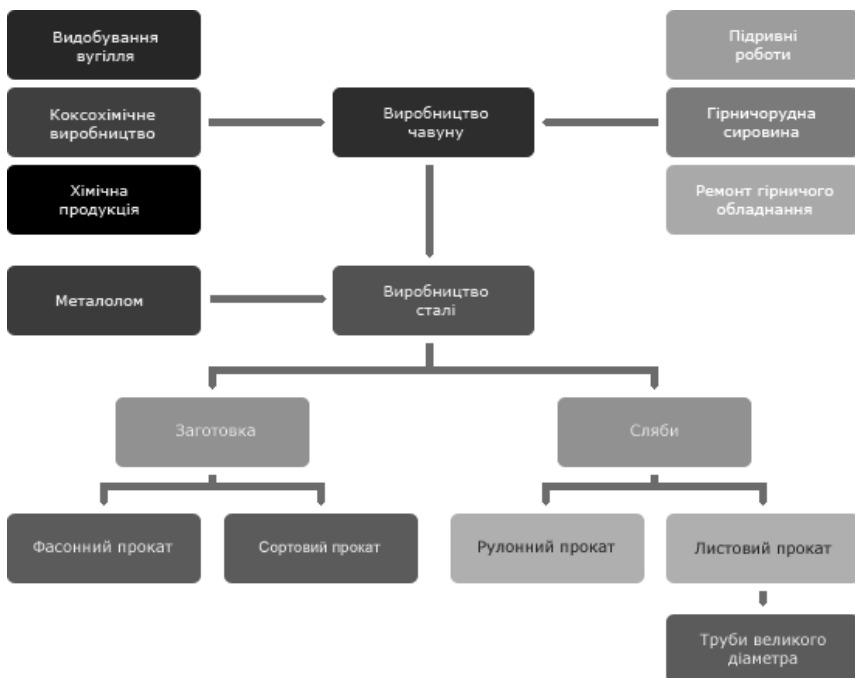 Видобування
вугілля
Підривні
роботи
Коксохімічне
виробництво
Виробництво
чавуну
Гірничорудна
сировина
Хімічна
продукція
Ремонт гірничого
обладнання
Металолом
Виробництво
сталі
Заготовка
Сляби
Фасонний прокат
Сортовий прокат
Рулонний прокат
Листовий прокат
Труби великого
діаметра